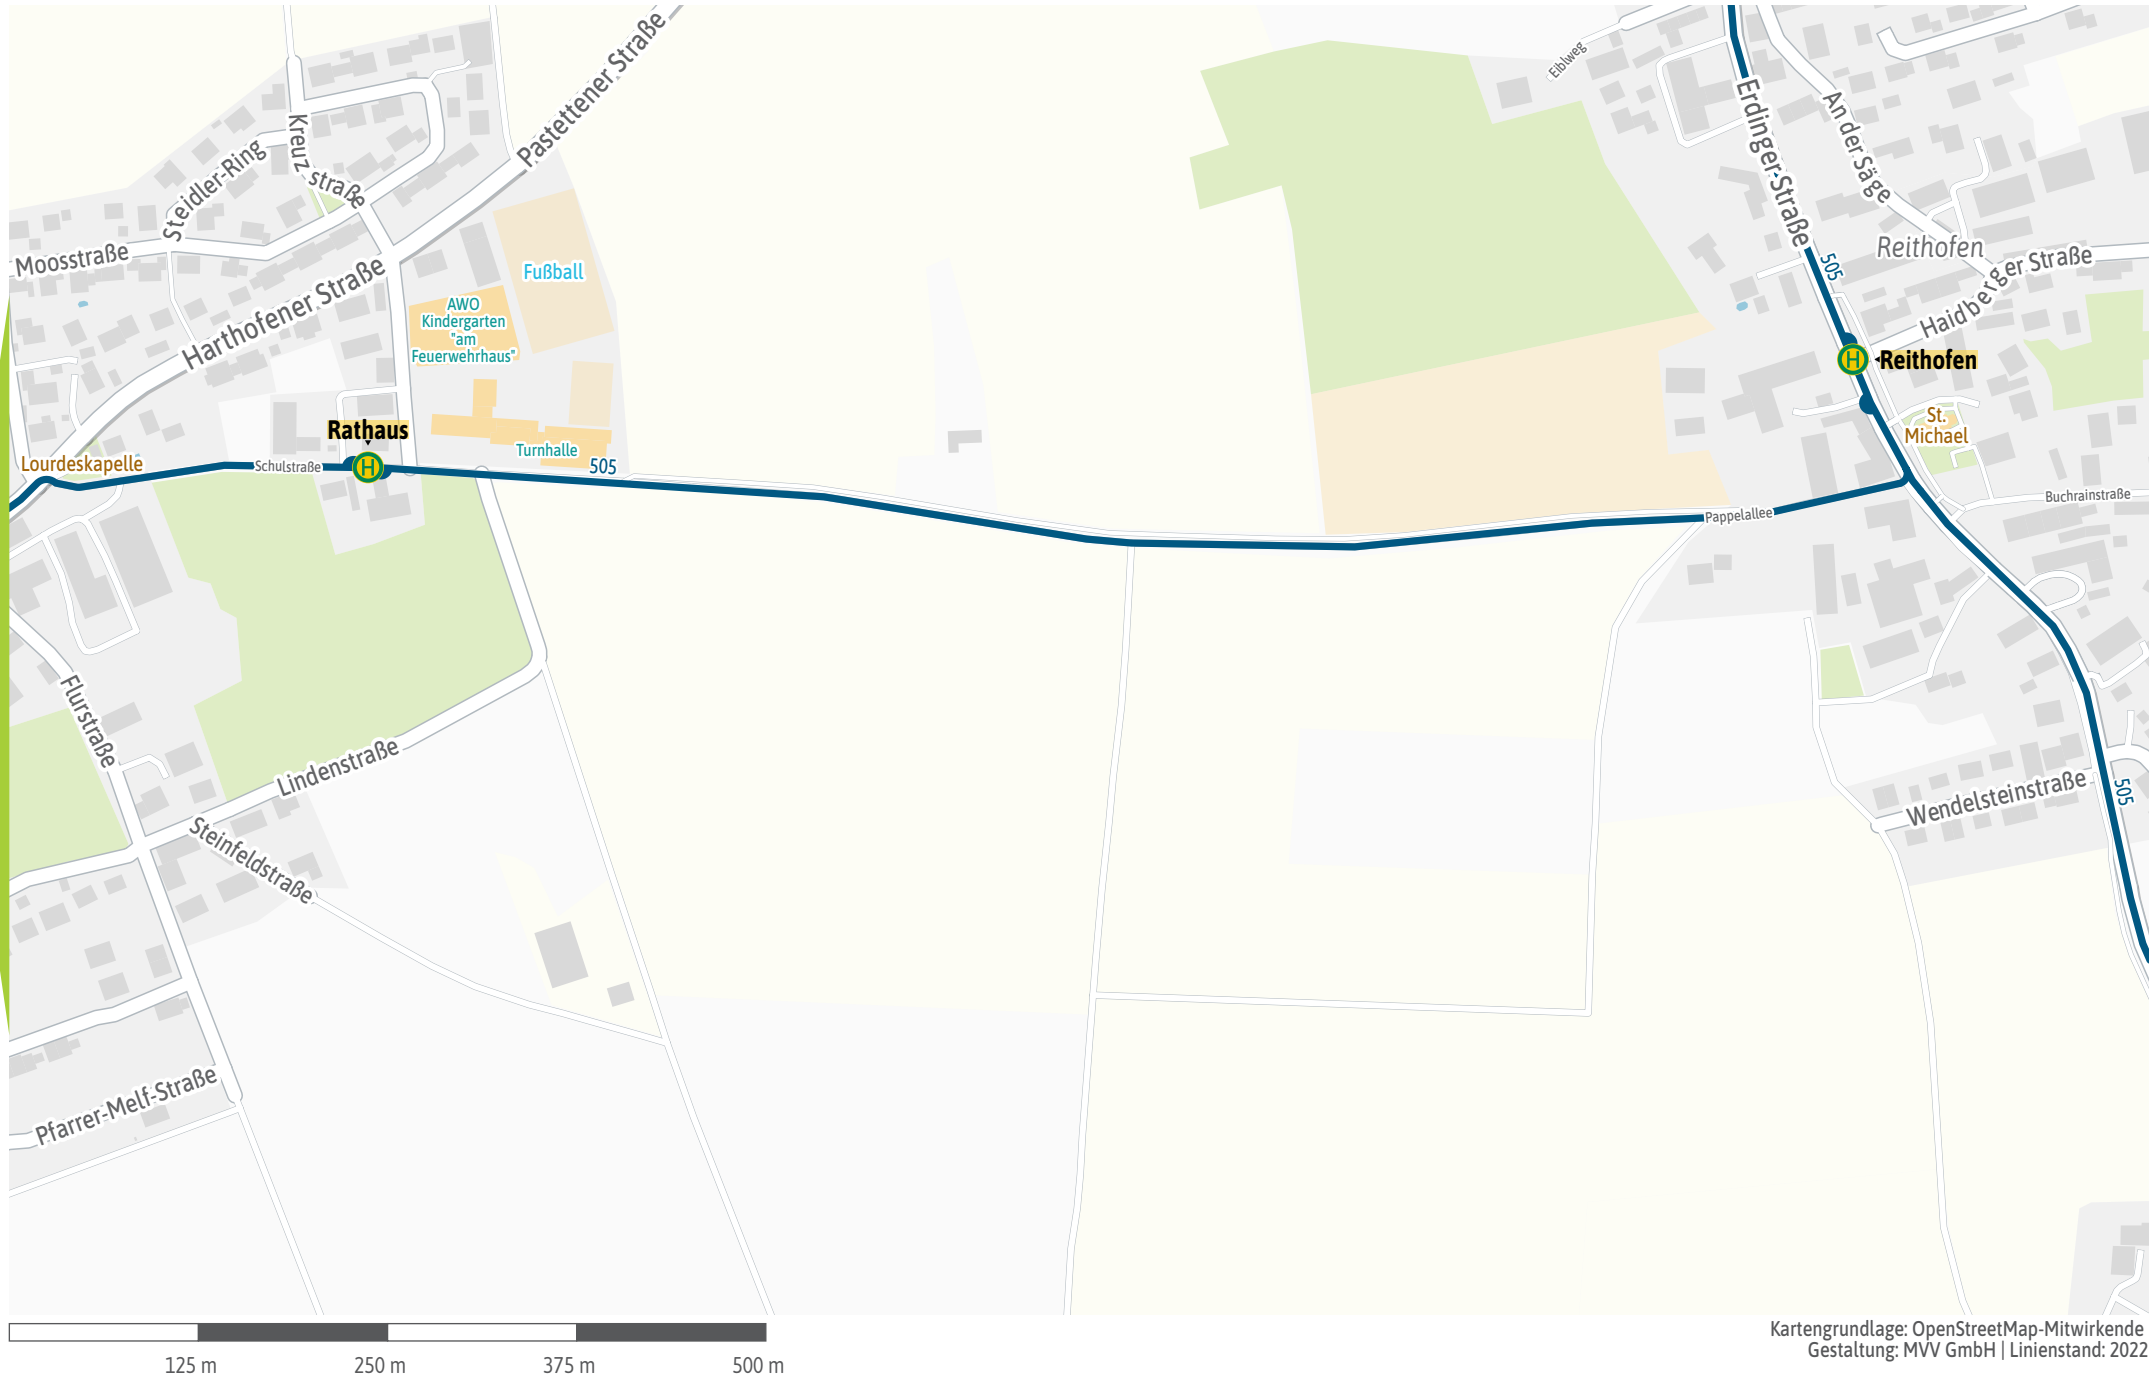 Pastettener Straße
Eiblweg
Erdinger Straße
An der Säge
Kreuz straße
Steidler-Ring
Moosstraße
Harthofener Straße
Fußball
AWO
Kindergarten
"am
Feuerwehrhaus"
Reithofen
505
Haidberger Straße
H
Reithofen
St.
Michael
Rathaus
H
Turnhalle
Lourdeskapelle
Schulstraße
505
Pappelallee
Buchrainstraße
Flurstraße
Lindenstraße
Steinfeldstraße
Wendelsteinstraße
505
Pfarrer-Melf-Straße
125 m
250 m
375 m
500 m
Kartengrundlage: OpenStreetMap-Mitwirkende
Gestaltung: MVV GmbH | Linienstand: 2022